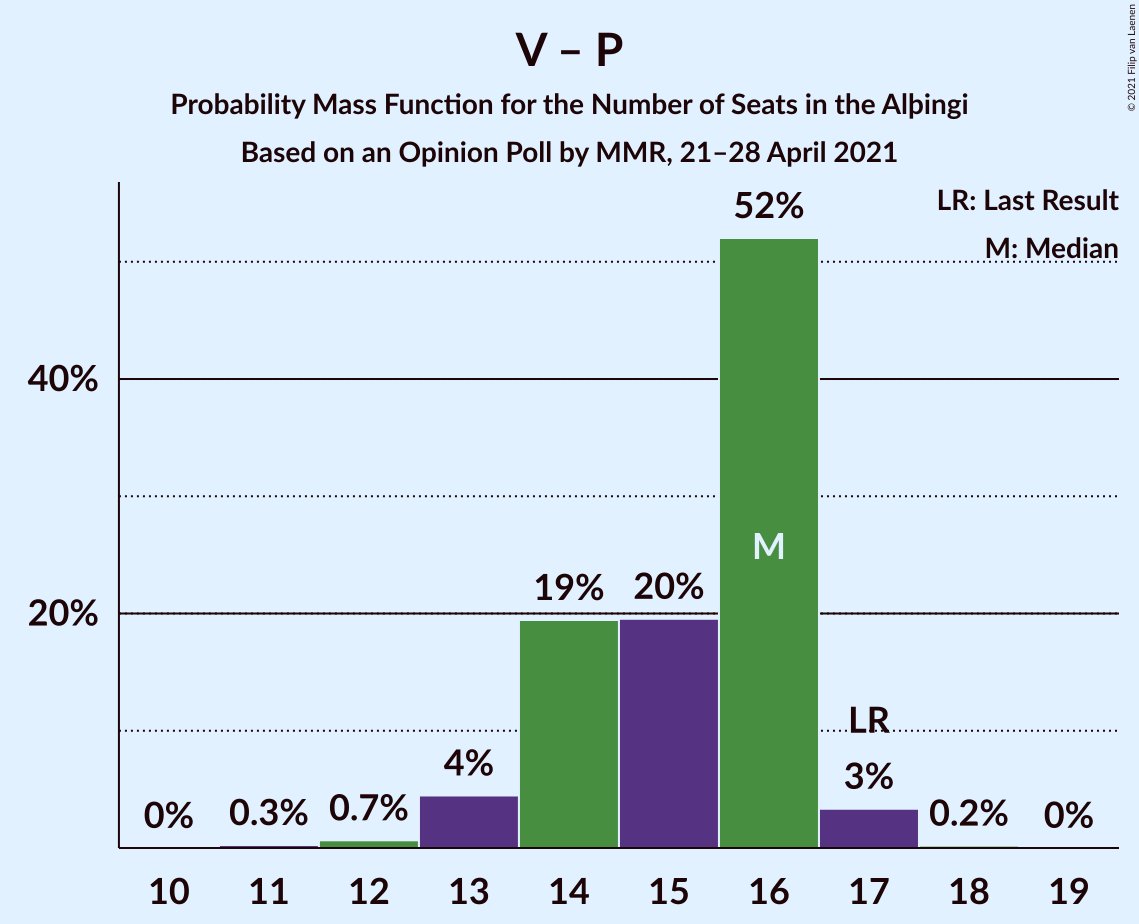 V – P
Probability Mass Function for the Number of Seats in the Alþingi
Based on an Opinion Poll by MMR, 21–28 April 2021
© 2021 Filip van Laenen
LR: Last Result
M: Median
52%
40%
M
19%
20%
20%
LR
4%
3%
0%
0.3%
0.7%
0.2%
0%
10 11 12 13 14 15 16 17 18 19